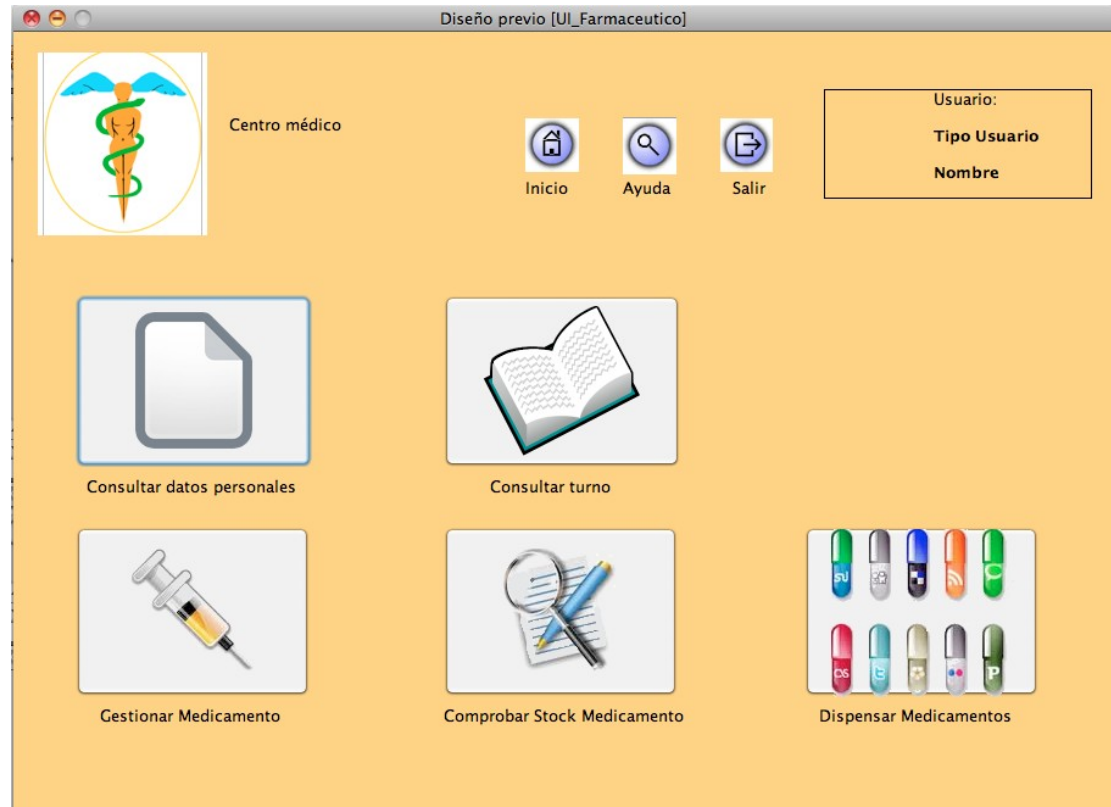 Diseño previo [UI_Farmaceutico]
Centro médico
Inicio
Ayuda
Salir
Usuario:
Tipo Usuario
Nombre
Consultar datos personales
Consultar turno
Gestionar Medicamento
Comprobar Stock Medicamento
Dispensar Medicamentos